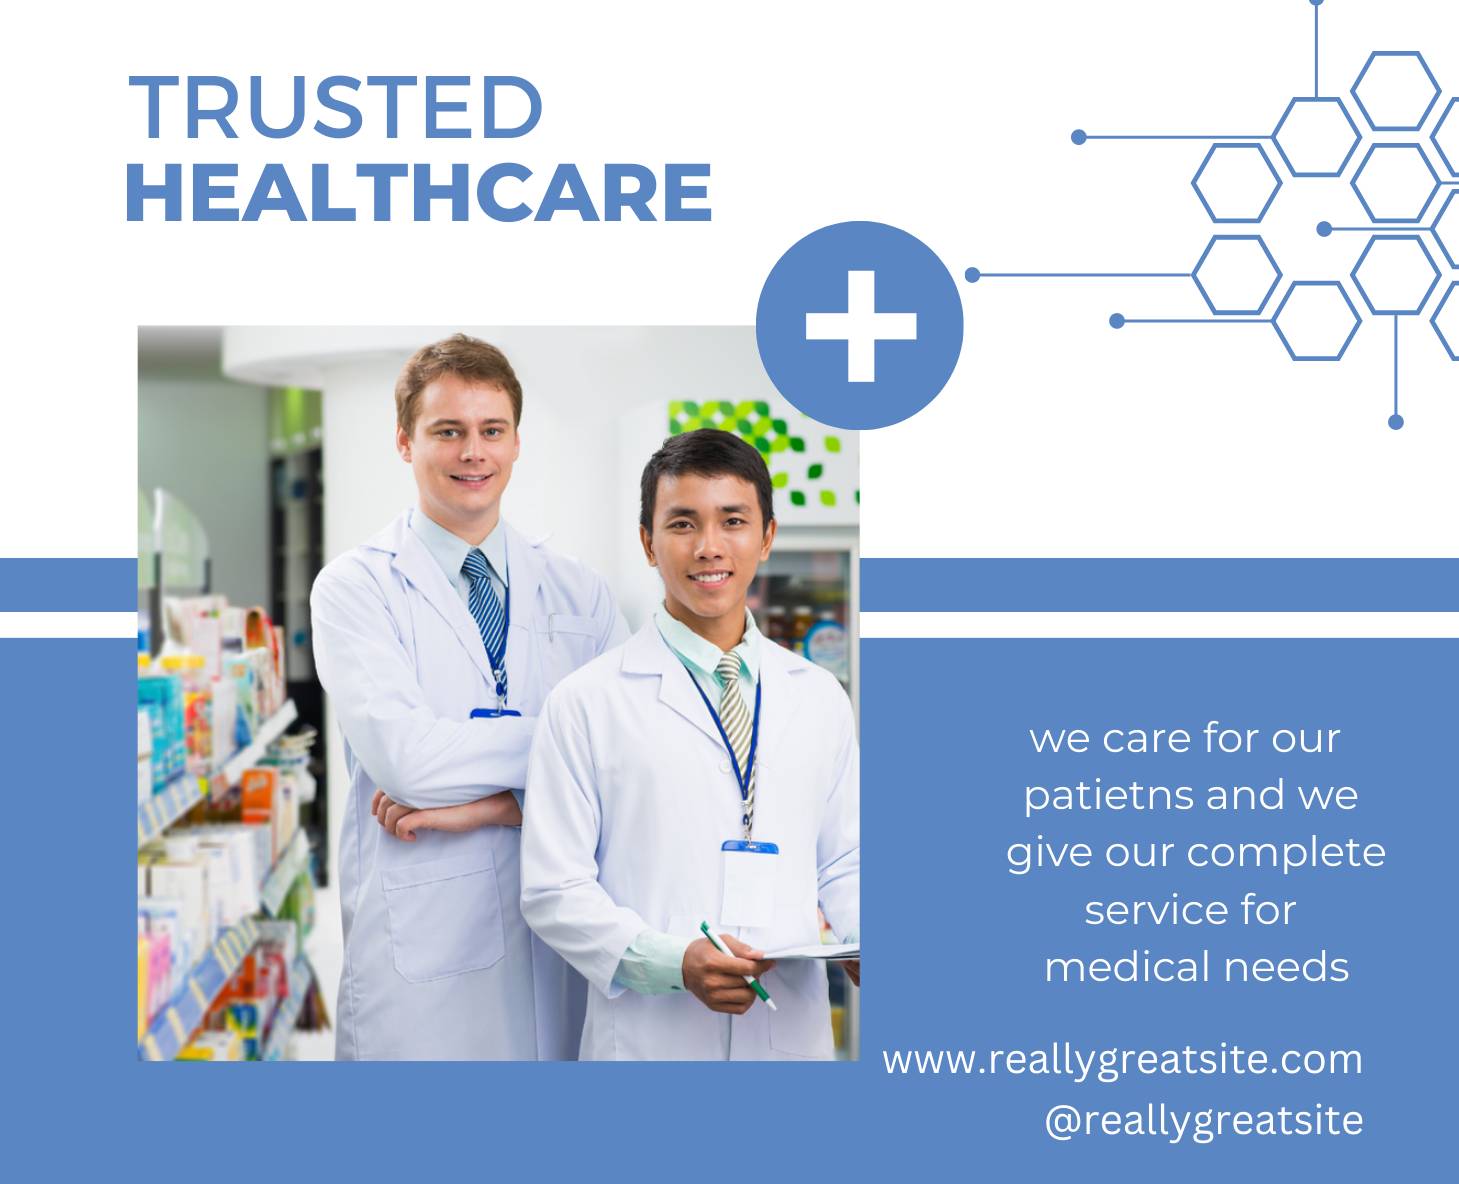 TRUSTED
HEALTHCARE
we care for our
patietns and we
give our complete
service for
medical needs
www.reallygreatsite.com
@reallygreatsite